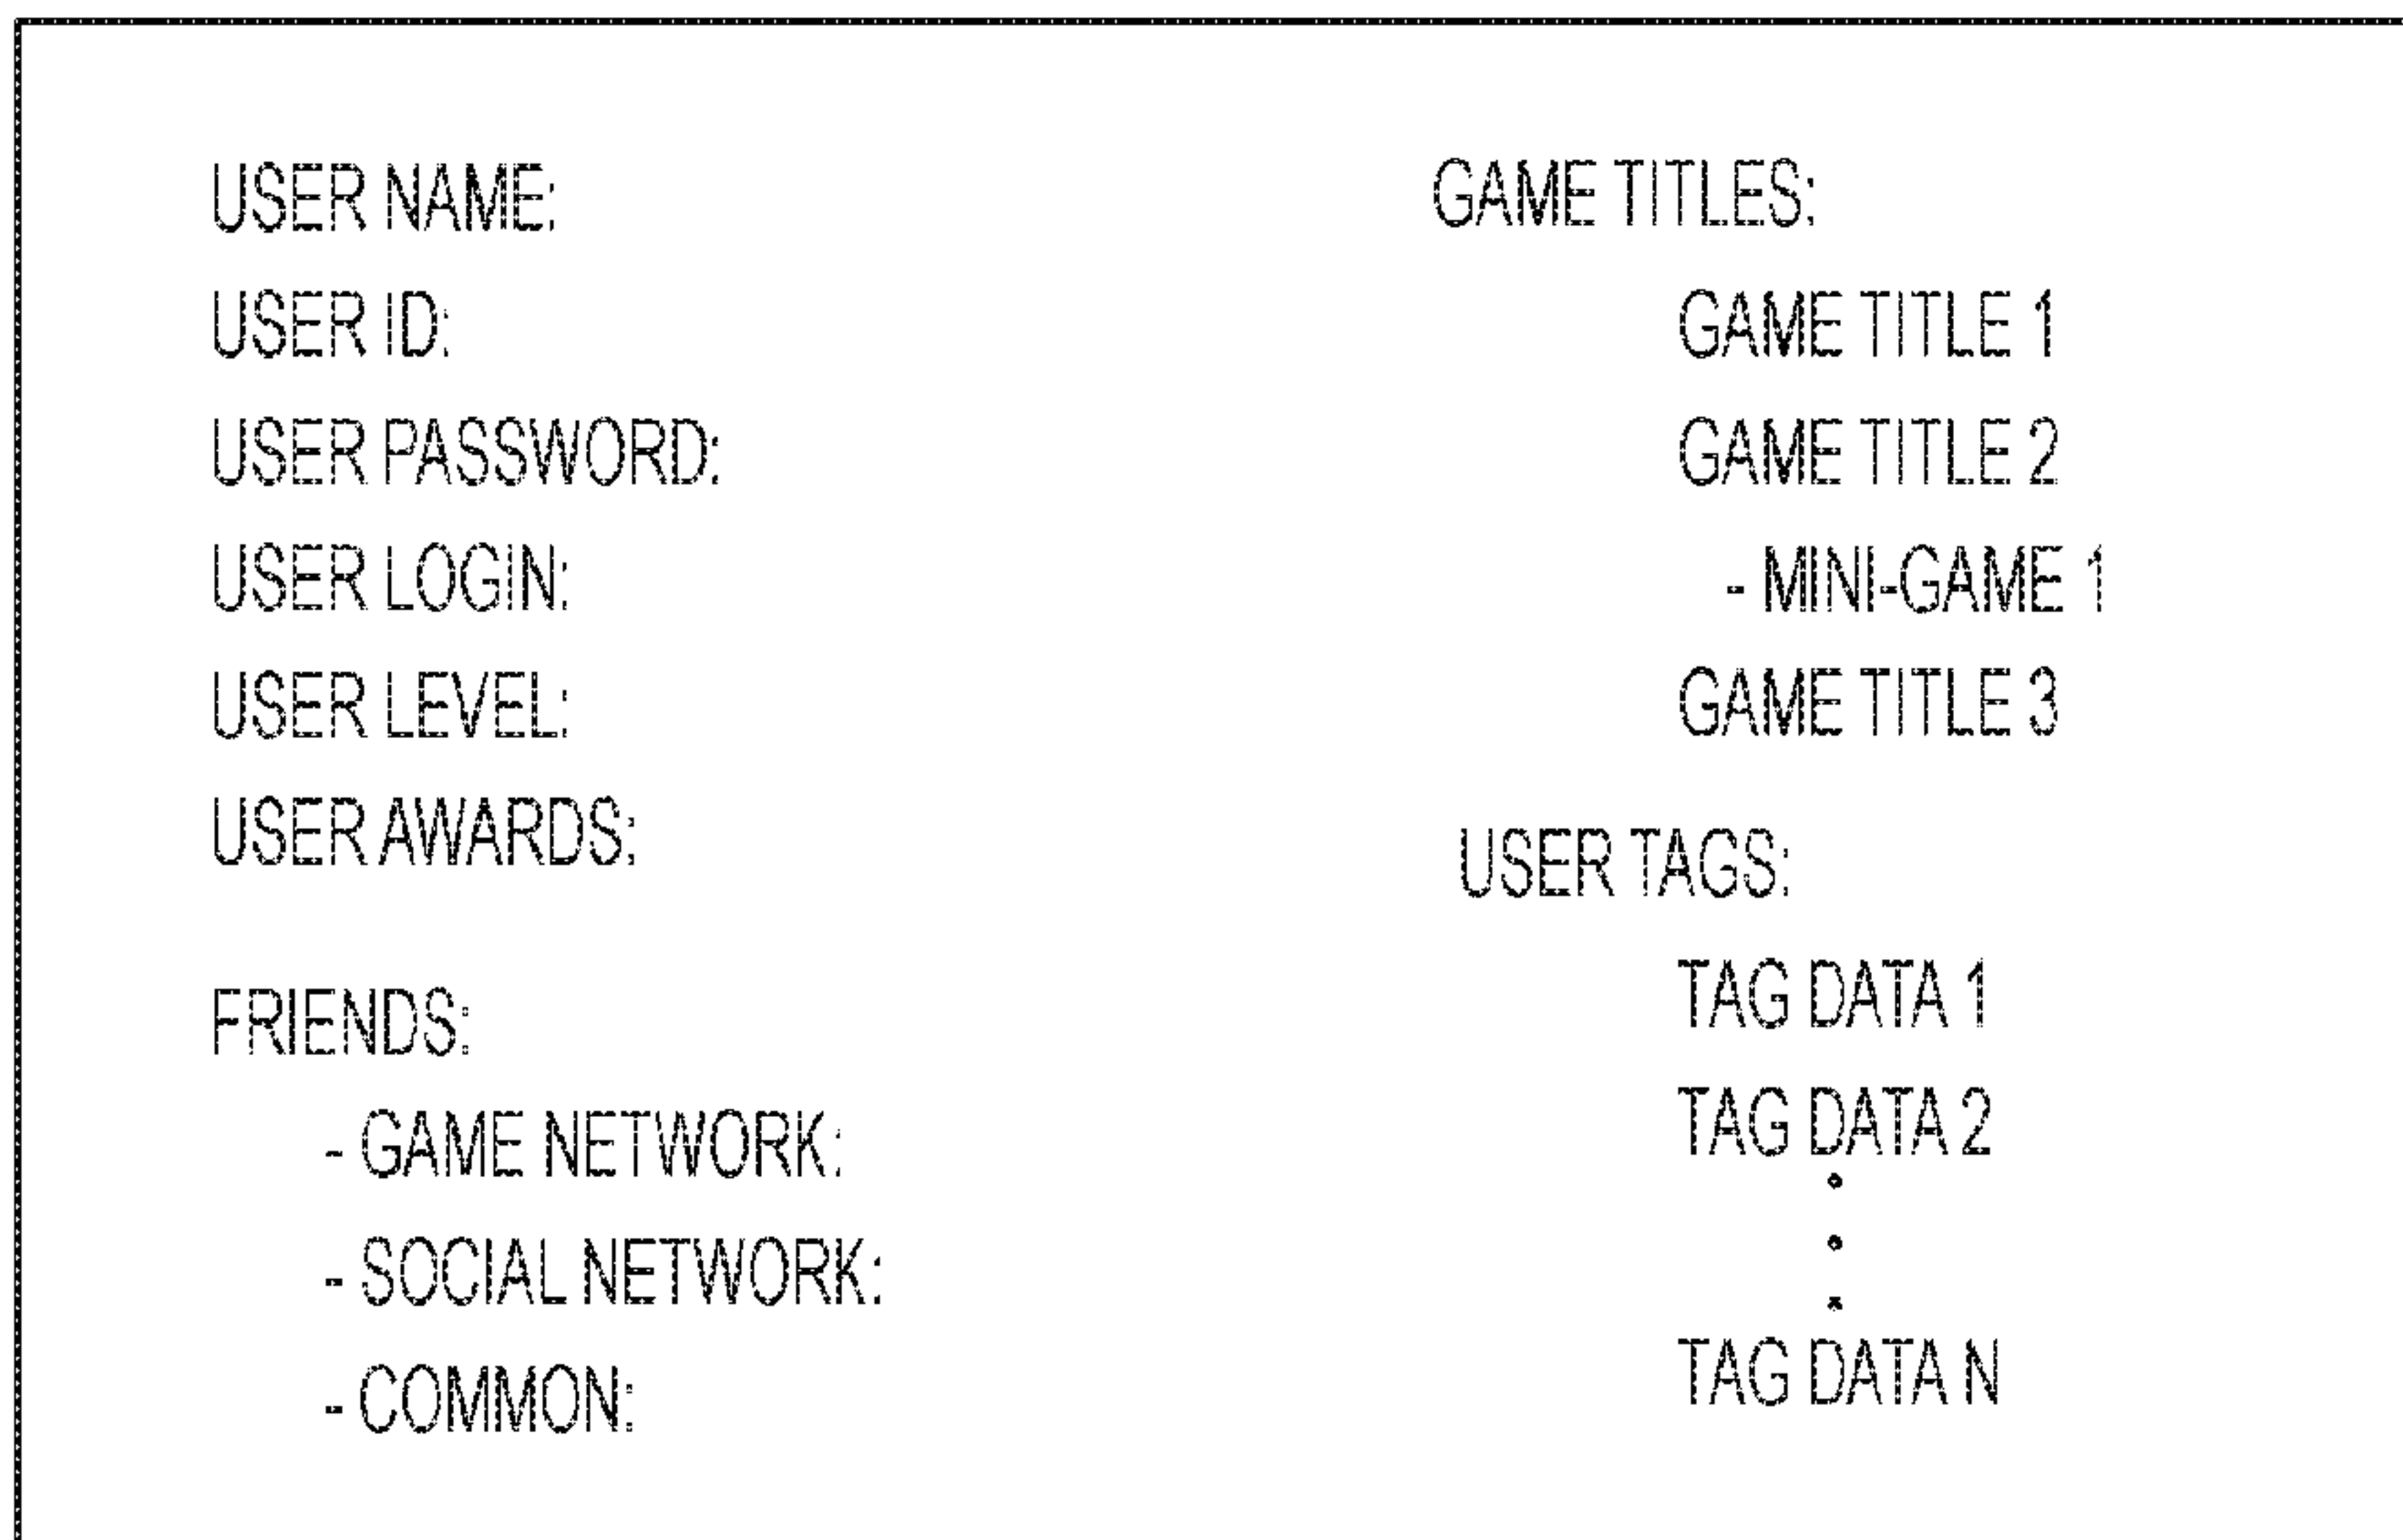 USER NAME:
USER ID:
USER PASSWORD:
USER LOGIN:
USER LEVEL:
USER AWARDS:
FRIENDS:
- GAME NETWORK:
- SOCIAL NETWORK:
- COMMON:
GAME TITLES:
GAME TITLE 1
GAME TITLE 2
- MINI-GAME 1
GAME TITLE 3
USER TAGS:
TAG DATA 1
TAG DATA 2
TAG DATA N